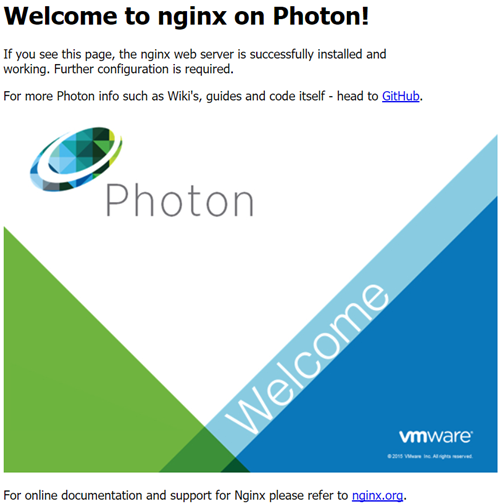 Welcome to nginx on Photon!
If you see this page, the nginx web server is successfully installed and
working. Further configuration is required.
For more Photon info such as Wiki's, guides and code itself - head to GitHub.
Photon
Welcome
vmware
© 2015 VMware Inc. All rights reserved.
For online documentation and support for Nginx please refer to nginx.org.